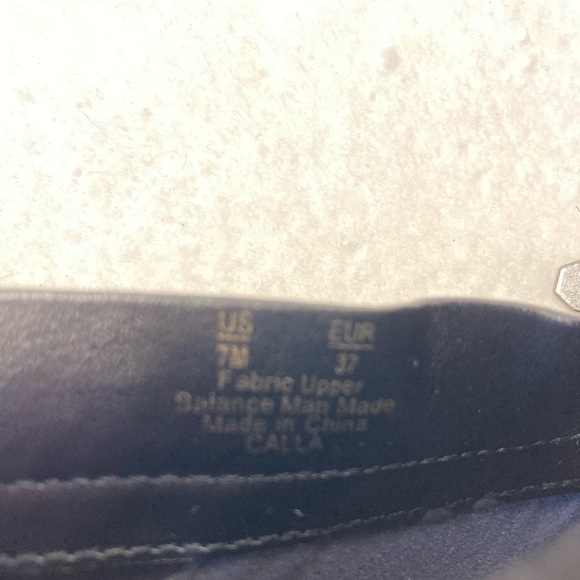 US EUR
7M 37
Fabric Upper
Balance Man Made
Made in China
CALLA